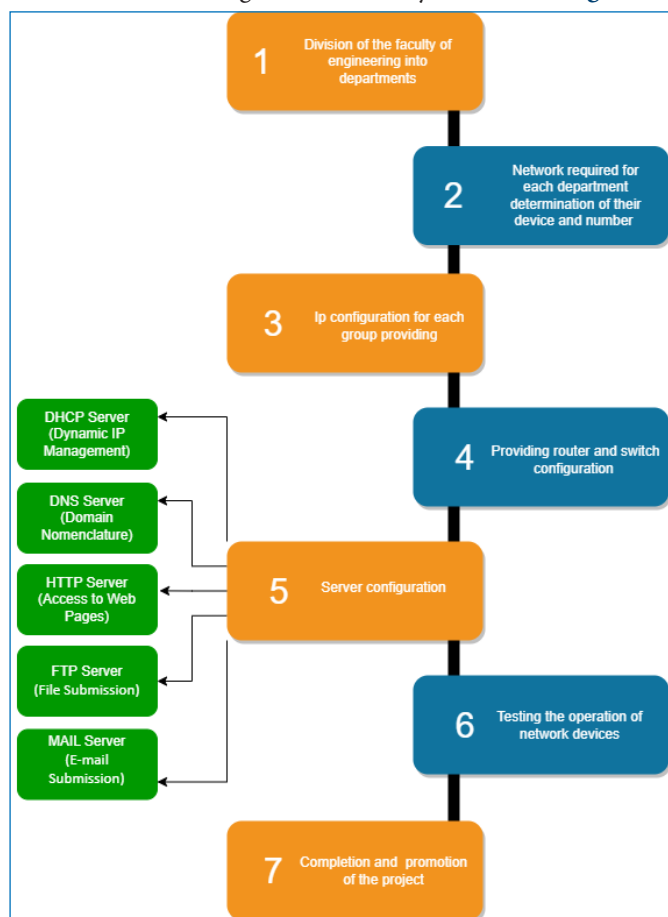 1
Division of the faculty of
engineering into
departments
2
Network required for
each department
determination of their
device and number
3
Ip configuration for each
group providing
4
Providing router and switch
configuration
DHCP Server
(Dynamic IP
Management)
DNS Server
(Domain
Nomenclature)
HTTP Server
(Access to Web
Pages)
FTP Server
(File Submission)
MAIL Server
(E-mail
Submission)
5
Server configuration
6
Testing the operation of
network devices
7
Completion and promotion
of the project